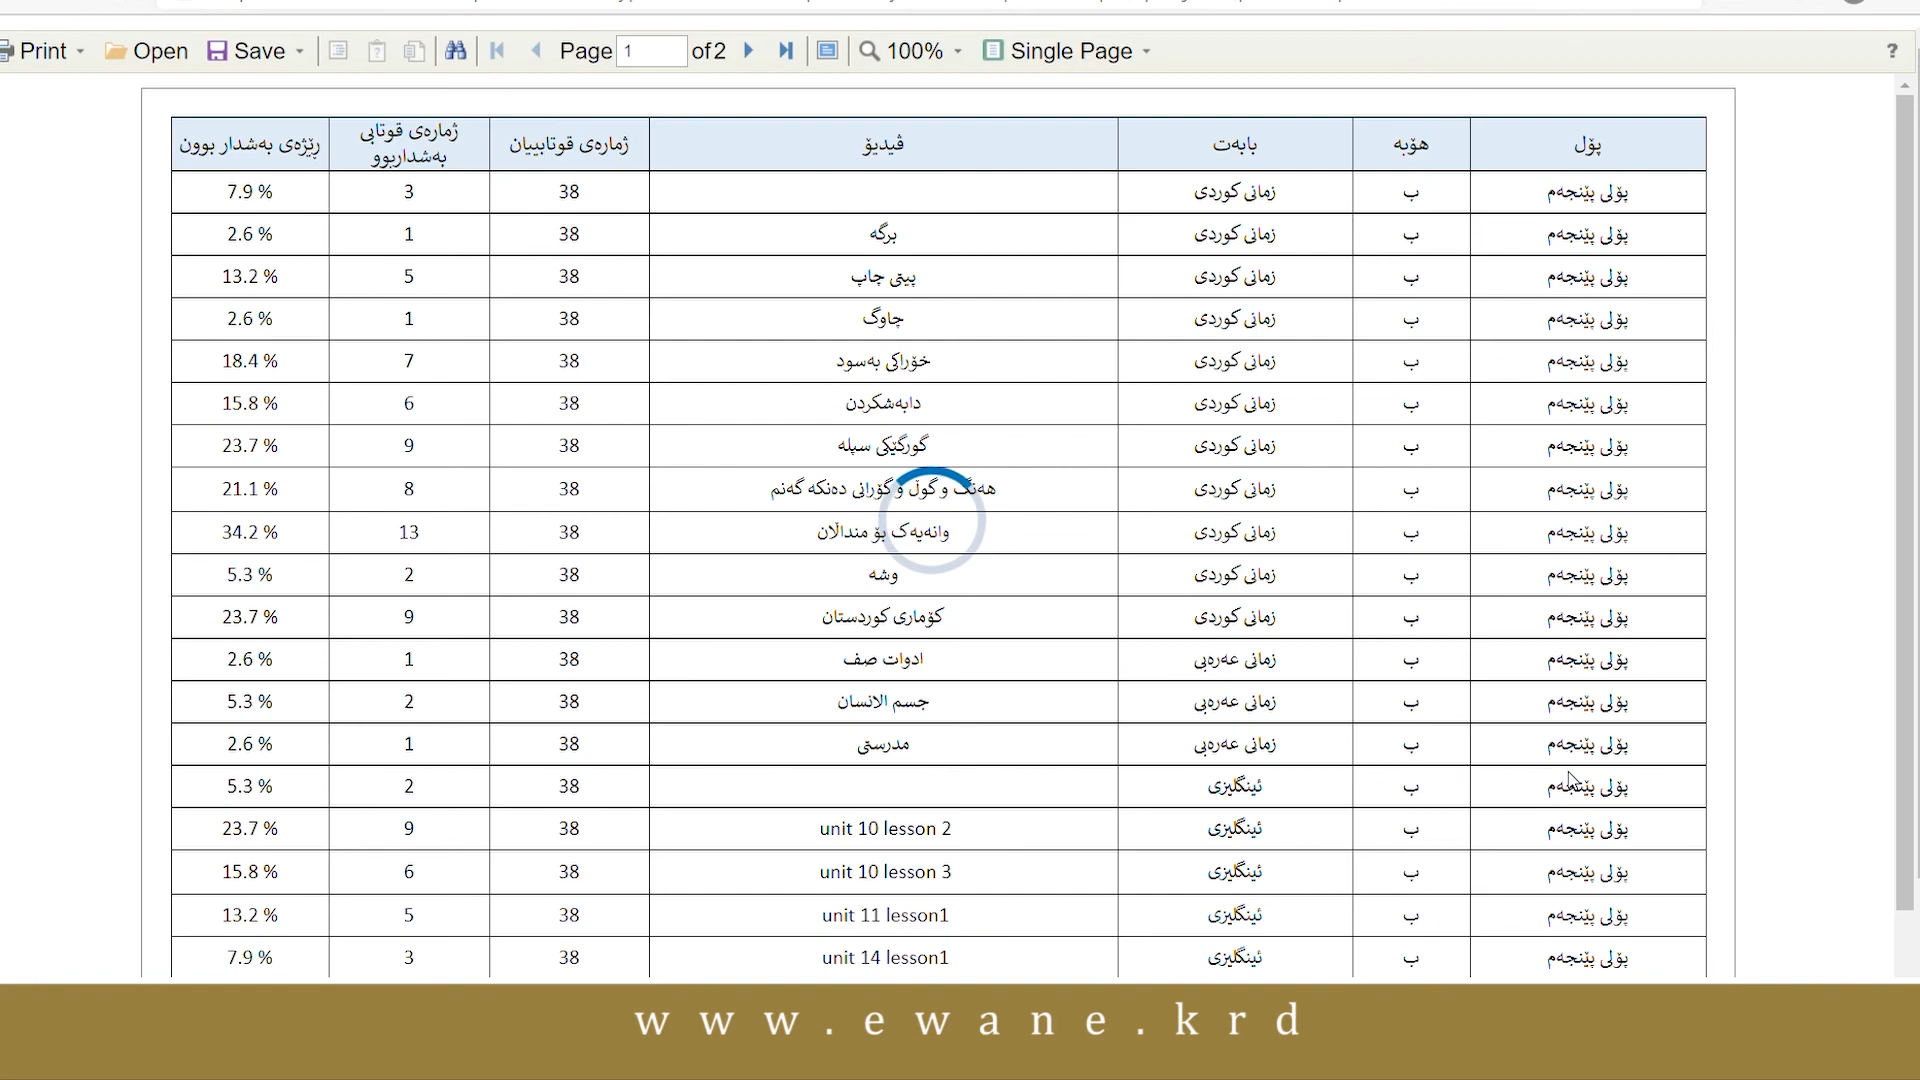 Print Open Save Page 1 of 2 100% Single Page ?
پۆل هۆبە بابەت ڤیدیۆ ژمارەی قوتابییان ژمارەی قوتابی بەشداربوو ڕێژەی بەشدار بوون
پۆلی پێنجەم ب زمانی کوردی 38 3 7.9 %
پۆلی پێنجەم ب زمانی کوردی برگە 38 1 2.6 %
پۆلی پێنجەم ب زمانی کوردی پیتی چاپ 38 5 13.2 %
پۆلی پێنجەم ب زمانی کوردی چاوگ 38 1 2.6 %
پۆلی پێنجەم ب زمانی کوردی خۆراکی بەسود 38 7 18.4 %
پۆلی پێنجەم ب زمانی کوردی دابەشکردن 38 6 15.8 %
پۆلی پێنجەم ب زمانی کوردی گورگێکی سپلە 38 9 23.7 %
پۆلی پێنجەم ب زمانی کوردی هەنگ و گوڵ و گۆرانی دەنکە گەنم 38 8 21.1 %
پۆلی پێنجەم ب زمانی کوردی وانەیەک بۆ منداڵان 38 13 34.2 %
پۆلی پێنجەم ب زمانی کوردی وشە 38 2 5.3 %
پۆلی پێنجەم ب زمانی کوردی کۆماری کوردستان 38 9 23.7 %
پۆلی پێنجەم ب زمانی عەرەبی ادوات صف 38 1 2.6 %
پۆلی پێنجەم ب زمانی عەرەبی جسم الانسان 38 2 5.3 %
پۆلی پێنجەم ب زمانی عەرەبی مدرستی 38 1 2.6 %
پۆلی پێنجەم ب ئینگلیزی 38 2 5.3 %
پۆلی پێنجەم ب ئینگلیزی unit 10 lesson 2 38 9 23.7 %
پۆلی پێنجەم ب ئینگلیزی unit 10 lesson 3 38 6 15.8 %
پۆلی پێنجەم ب ئینگلیزی unit 11 lesson1 38 5 13.2 %
پۆلی پێنجەم ب ئینگلیزی unit 14 lesson1 38 3 7.9 %
www.ewane.krd